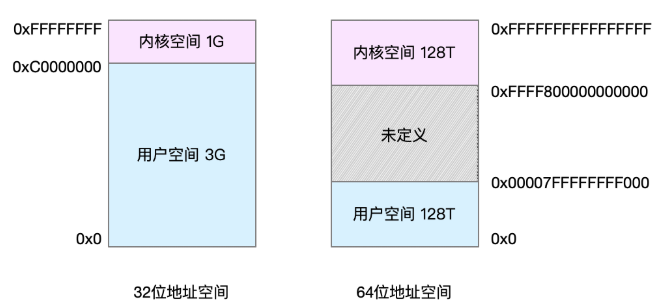 0xFFFFFFFF
内核空间 1G
0xC0000000
用户空间 3G
0x0
32位地址空间
0xFFFFFFFFFFFFFFFF
内核空间 128T
0xFFFF800000000000
未定义
0x00007FFFFFFFF000
用户空间 128T
0x0
64位地址空间